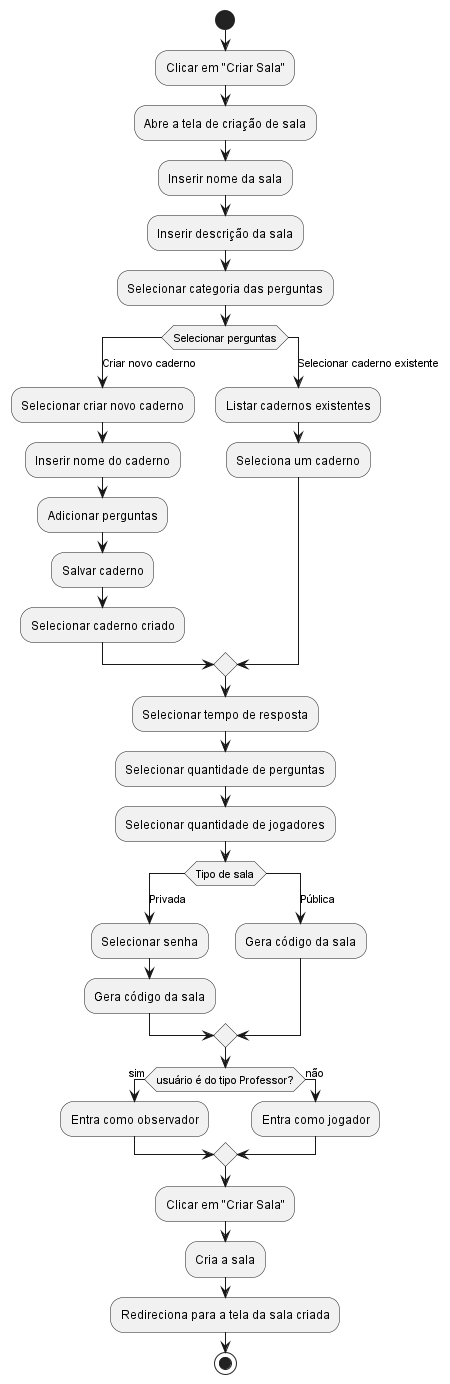 Clicar em "Criar Sala"
Abre a tela de criação de sala
Inserir nome da sala
Inserir descrição da sala
Selecionar categoria das perguntas
Selecionar perguntas
Criar novo caderno
Selecionar caderno existente
Selecionar criar novo caderno
Listar cadernos existentes
Inserir nome do caderno
Seleciona um caderno
Adicionar perguntas
Salvar caderno
Selecionar caderno criado
Selecionar tempo de resposta
Selecionar quantidade de perguntas
Selecionar quantidade de jogadores
Tipo de sala
Privada
Pública
Selecionar senha
Gera código da sala
Gera código da sala
sim
usuário é do tipo Professor?
não
Entra como observador
Entra como jogador
Clicar em "Criar Sala"
Cria a sala
Redireciona para a tela da sala criada